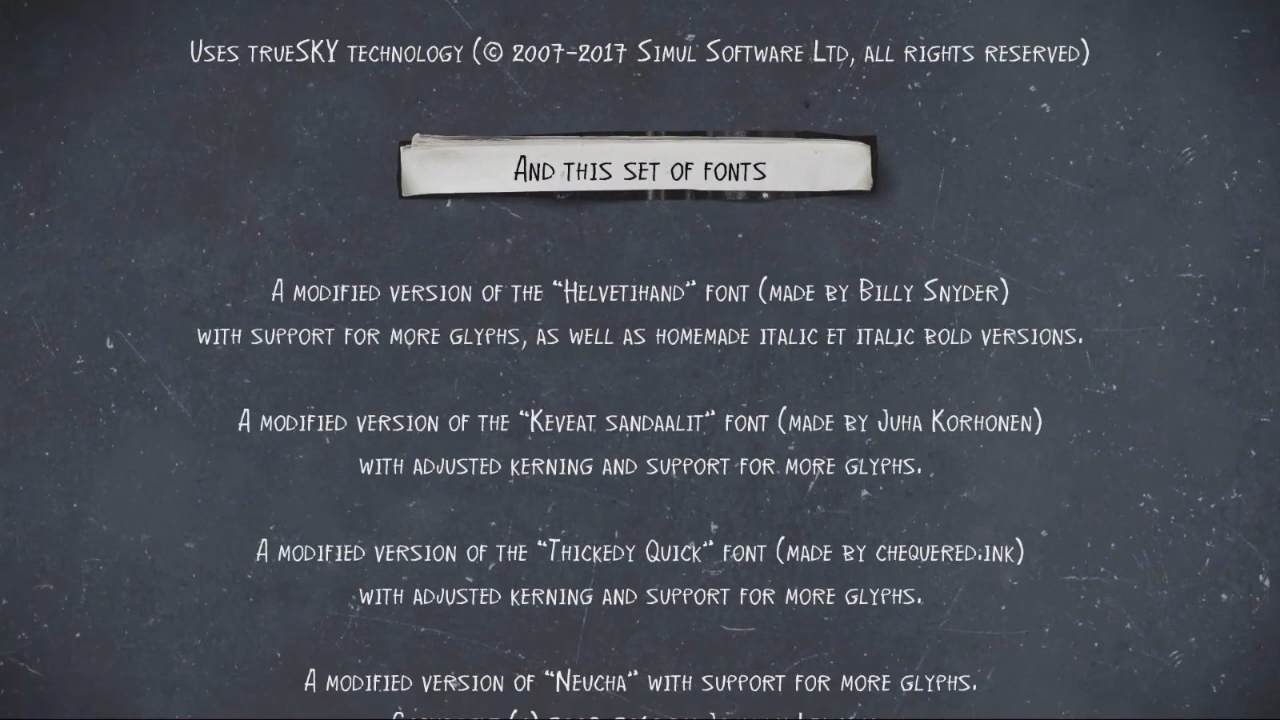 Uses trueSKY technology (© 2007-2017 Simul Software Ltd, all rights reserved)
And this set of fonts
A modified version of the "Helvetihand" font (made by Billy Snyder)
with support for more glyphs, as well as homemade italic et italic bold versions.
A modified version of the "Keveat sandaalit" font (made by Juha Korhonen)
with adjusted kerning and support for more glyphs.
A modified version of the "Thickedy Quick" font (made by chequered.ink)
with adjusted kerning and support for more glyphs.
A modified version of "Neucha" with support for more glyphs.